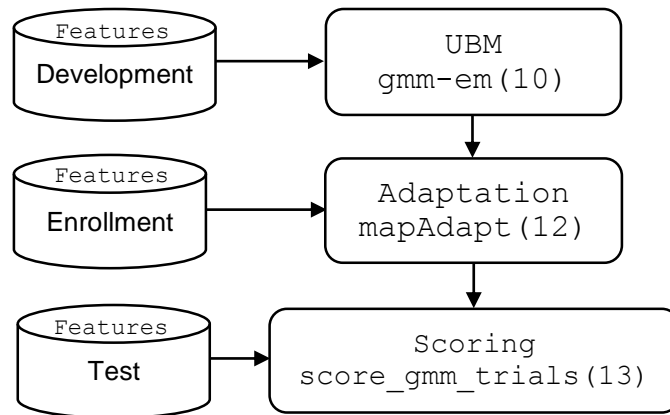 Features
Development
UBM
gmm-em(10)
Features
Enrollment
Adaptation
mapAdapt(12)
Features
Test
Scoring
score_gmm_trials(13)